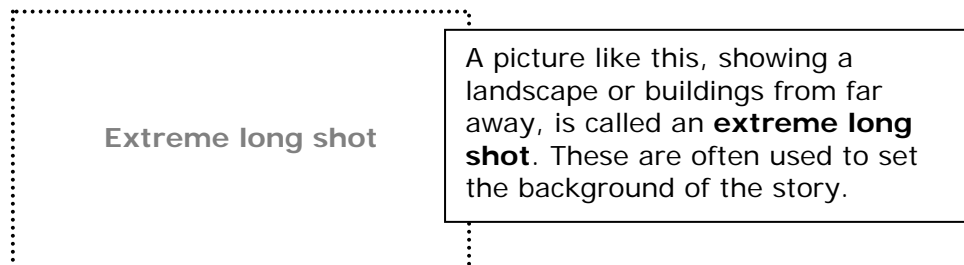 Extreme long shot
A picture like this, showing a
landscape or buildings from far
away, is called an extreme long
shot. These are often used to set
the background of the story.